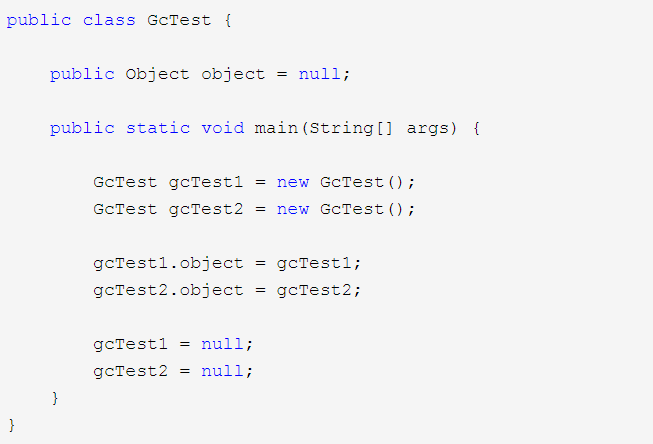 public class GcTest {
public Object object = null;
public static void main(String[] args) {
GcTest gcTest1 = new GcTest();
GcTest gcTest2 = new GcTest();
gcTest1.object = gcTest1;
gcTest2.object = gcTest2;
gcTest1 = null;
gcTest2 = null;
}
}